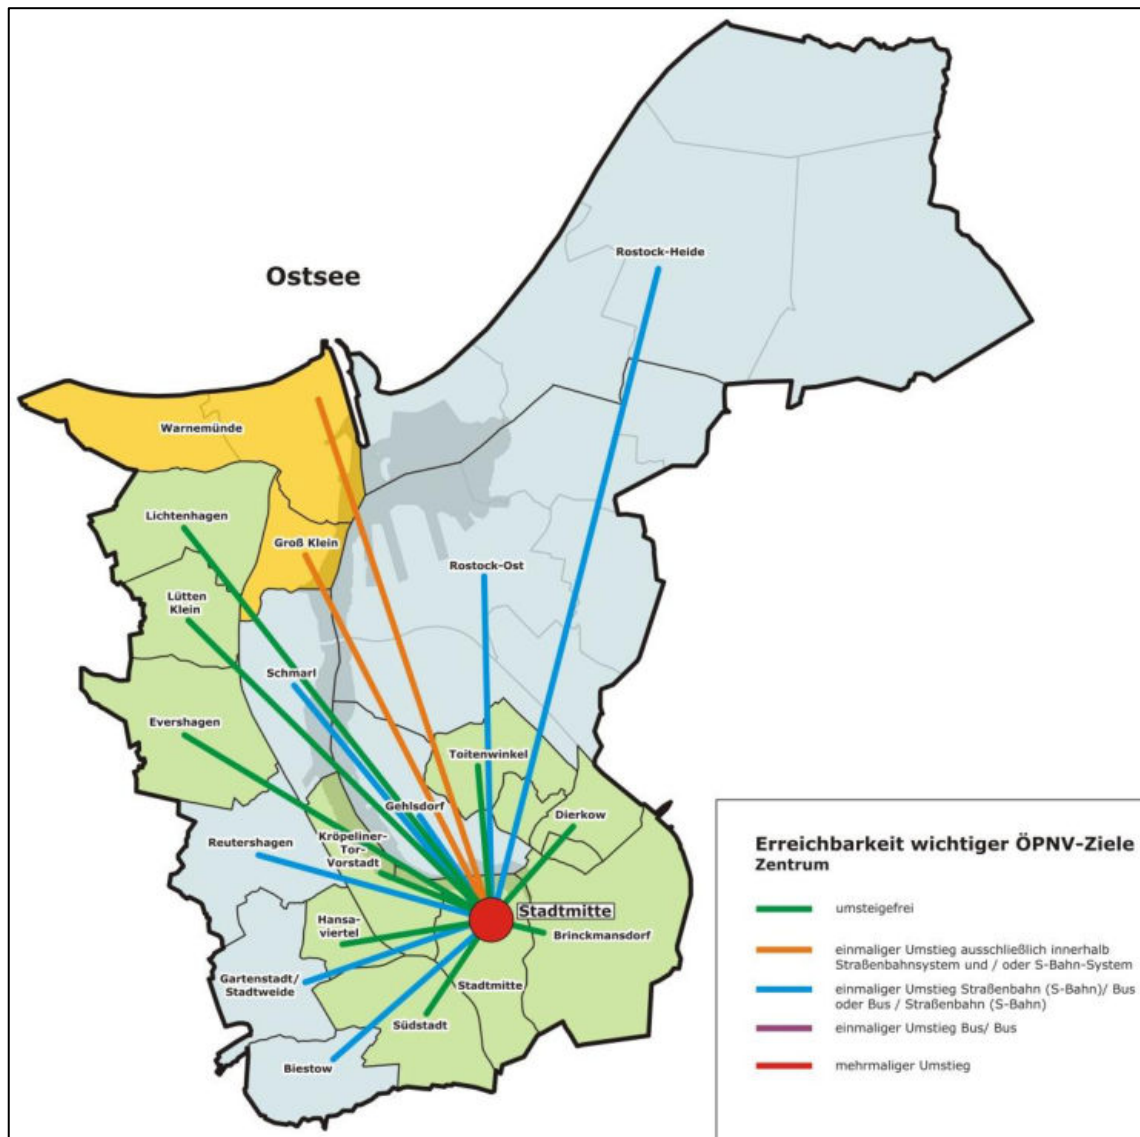 Rostock-Heide
Ostsee
Warnemünde
Lichtenhagen
Groß Klein
Rostock-Ost
Lütten
Klein
Schmarl
Evershagen
Toitenwinkel
Gehlsdorf
Dierkow
Reutershagen
Kröpeliner-
Tor-
Vorstadt
Stadtmitte
Hansa-
viertel
Brinckmansdorf
Gartenstadt/
Stadtweide
Stadtmitte
Südstadt
Biestow
Erreichbarkeit wichtiger ÖPNV-Ziele
Zentrum
umsteigefrei
einmaliger Umstieg ausschließlich innerhalb
Straßenbahnsystem und / oder S-Bahn-System
einmaliger Umstieg Straßenbahn (S-Bahn)/ Bus
oder Bus / Straßenbahn (S-Bahn)
einmaliger Umstieg Bus/ Bus
mehrmaliger Umstieg